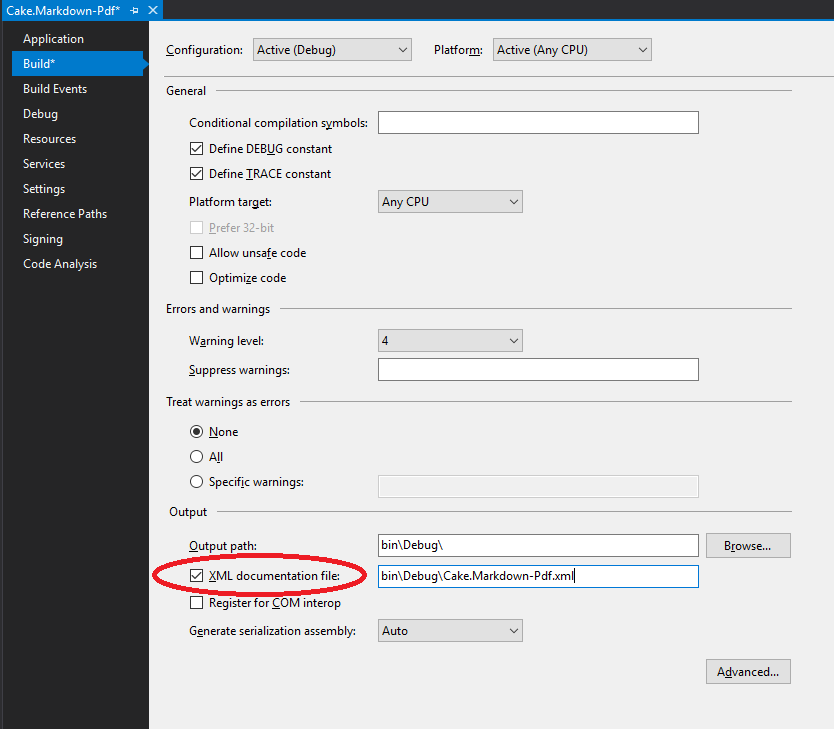 Cake.Markdown-Pdf*
Application
Build*
Build Events
Debug
Resources
Services
Settings
Reference Paths
Signing
Code Analysis
Configuration: Active (Debug) Platform: Active (Any CPU)
General
Conditional compilation symbols:
Define DEBUG constant
Define TRACE constant
Platform target: Any CPU
Prefer 32-bit
Allow unsafe code
Optimize code
Errors and warnings
Warning level: 4
Suppress warnings:
Treat warnings as errors
None
All
Specific warnings:
Output
Output path: bin\Debug\ Browse...
XML documentation file: bin\Debug\Cake.Markdown-Pdf.xml
Register for COM interop
Generate serialization assembly: Auto
Advanced...